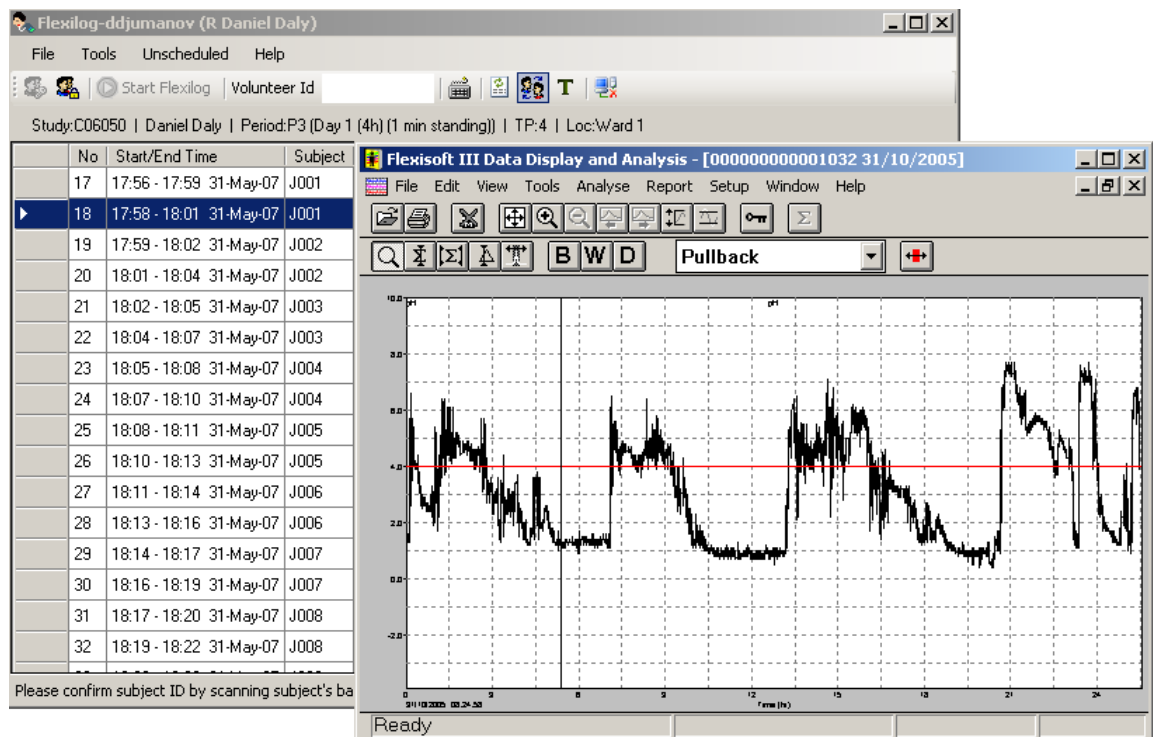 Flexilog-ddjumanov (R Daniel Daly)
File Tools Unscheduled Help
Start Flexilog Volunteer Id T
Study:C06050 | Daniel Daly | Period:P3 (Day 1 (4h) (1 min standing)) | TP:4 | Loc:Ward 1
No Start/End Time Subject
17 17:56 - 17:59 31-May-07 J001
18 17:58 - 18:01 31-May-07 J001
19 17:59 - 18:02 31-May-07 J002
20 18:01 - 18:04 31-May-07 J002
21 18:02 - 18:05 31-May-07 J003
22 18:04 - 18:07 31-May-07 J003
23 18:05 - 18:08 31-May-07 J004
24 18:07 - 18:10 31-May-07 J004
25 18:08 - 18:11 31-May-07 J005
26 18:10 - 18:13 31-May-07 J005
27 18:11 - 18:14 31-May-07 J006
28 18:13 - 18:16 31-May-07 J006
29 18:14 - 18:17 31-May-07 J007
30 18:16 - 18:19 31-May-07 J007
31 18:17 - 18:20 31-May-07 J008
32 18:19 - 18:22 31-May-07 J008
Please confirm subject ID by scanning subject's ba
Flexisoft III Data Display and Analysis - [000000000001032 31/10/2005]
File Edit View Tools Analyse Report Setup Window Help
B W D Pullback
10.0 pH pH
8.0
6.0
4.0
2.0
0.0
-2.0
0 3 6 9 12 15 18 21 24
31/10/2005 08:24:58 Time (hr)
Ready